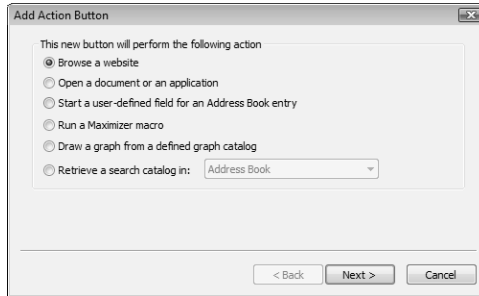 Add Action Button
This new button will perform the following action
Browse a website
Open a document or an application
Start a user-defined field for an Address Book entry
Run a Maximizer macro
Draw a graph from a defined graph catalog
Retrieve a search catalog in: Address Book
< Back Next > Cancel